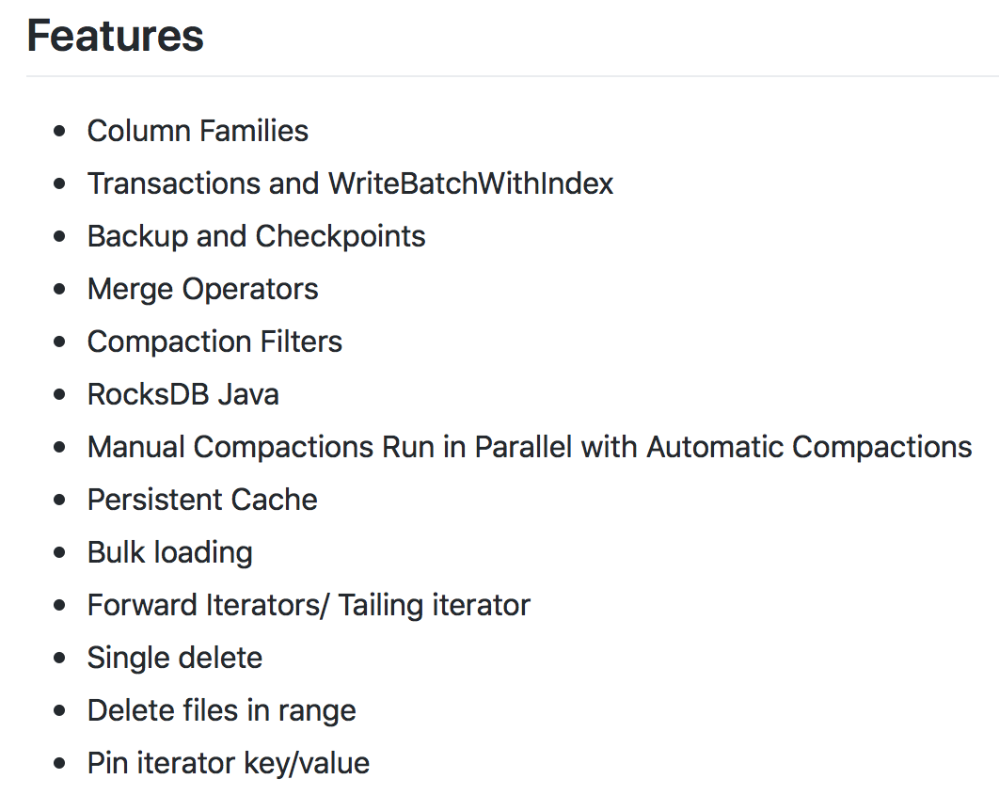 Features
Column Families
Transactions and WriteBatchWithIndex
Backup and Checkpoints
Merge Operators
Compaction Filters
RocksDB Java
Manual Compactions Run in Parallel with Automatic Compactions
Persistent Cache
Bulk loading
Forward Iterators/ Tailing iterator
Single delete
Delete files in range
Pin iterator key/value